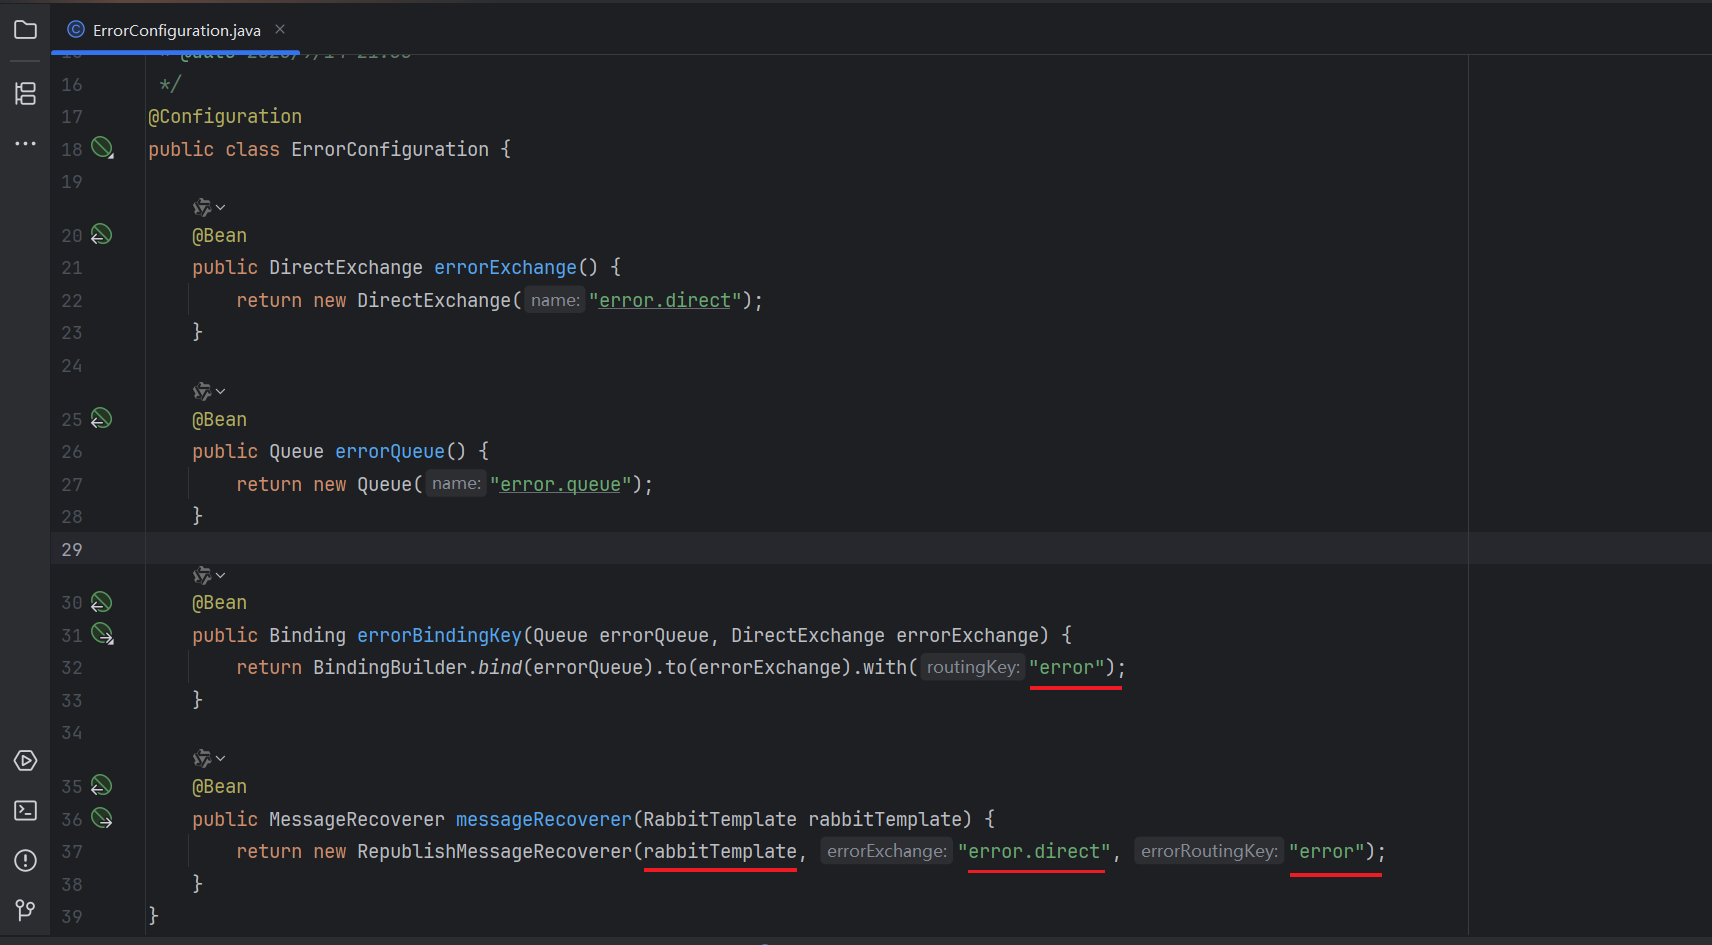 ErrorConfiguration.java
16 */
17 @Configuration
18 public class ErrorConfiguration {
19
20 @Bean
21 public DirectExchange errorExchange() {
22 return new DirectExchange( name: "error.direct");
23 }
24
25 @Bean
26 public Queue errorQueue() {
27 return new Queue( name: "error.queue");
28 }
29
30 @Bean
31 public Binding errorBindingKey(Queue errorQueue, DirectExchange errorExchange) {
32 return BindingBuilder.bind(errorQueue).to(errorExchange).with( routingKey: "error");
33 }
34
35 @Bean
36 public MessageRecoverer messageRecoverer(RabbitTemplate rabbitTemplate) {
37 return new RepublishMessageRecoverer(rabbitTemplate, errorExchange: "error.direct", errorRoutingKey: "error");
38 }
39 }